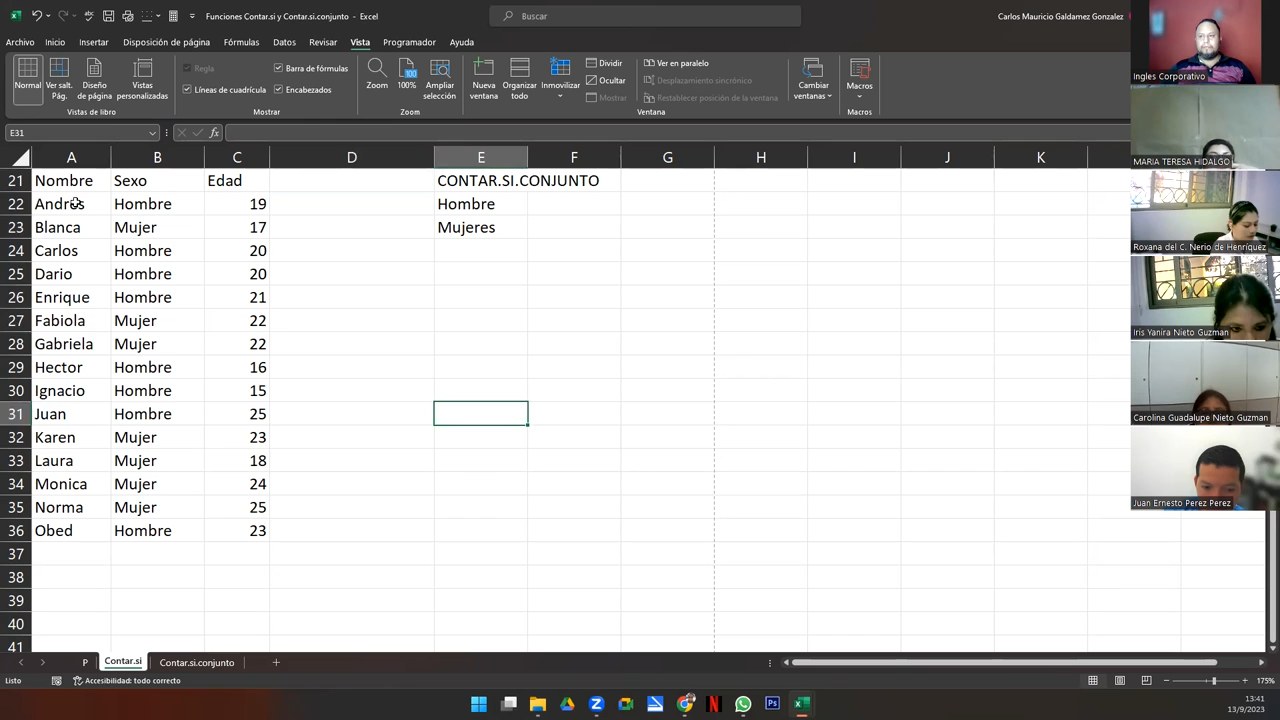 Funciones Contar.si y Contar.si.conjunto - Excel
Buscar
Carlos Mauricio Galdamez Gonzalez
Archivo Inicio Insertar Disposición de página Fórmulas Datos Revisar Vista Programador Ayuda
Normal
Ver salt. Pág.
Diseño de página
Vistas personalizadas
Vistas de libro
Regla
Barra de fórmulas
Líneas de cuadrícula
Encabezados
Mostrar
Zoom
100
100%
Ampliar selección
Zoom
Nueva ventana
Organizar todo
Inmovilizar
Dividir
Ocultar
Mostrar
Ver en paralelo
Desplazamiento sincrónico
Restablecer posición de la ventana
Ventana
Cambiar ventanas
Macros
Macros
E31
fx
A B C D E F G H I J K
21 Nombre Sexo Edad CONTAR.SI.CONJUNTO
22 Andres Hombre 19 Hombre
23 Blanca Mujer 17 Mujeres
24 Carlos Hombre 20
25 Dario Hombre 20
26 Enrique Hombre 21
27 Fabiola Mujer 22
28 Gabriela Mujer 22
29 Hector Hombre 16
30 Ignacio Hombre 15
31 Juan Hombre 25
32 Karen Mujer 23
33 Laura Mujer 18
34 Monica Mujer 24
35 Norma Mujer 25
36 Obed Hombre 23
37
38
39
40
41
P Contar.si Contar.si.conjunto
Listo
Accesibilidad: todo correcto
175%
13:41
13/9/2023
Ingles Corporativo
MARIA TERESA HIDALGO
Roxana del C. Nerio de Henríquez
Iris Yanira Nieto Guzman
Carolina Guadalupe Nieto Guzman
Juan Ernesto Perez Perez